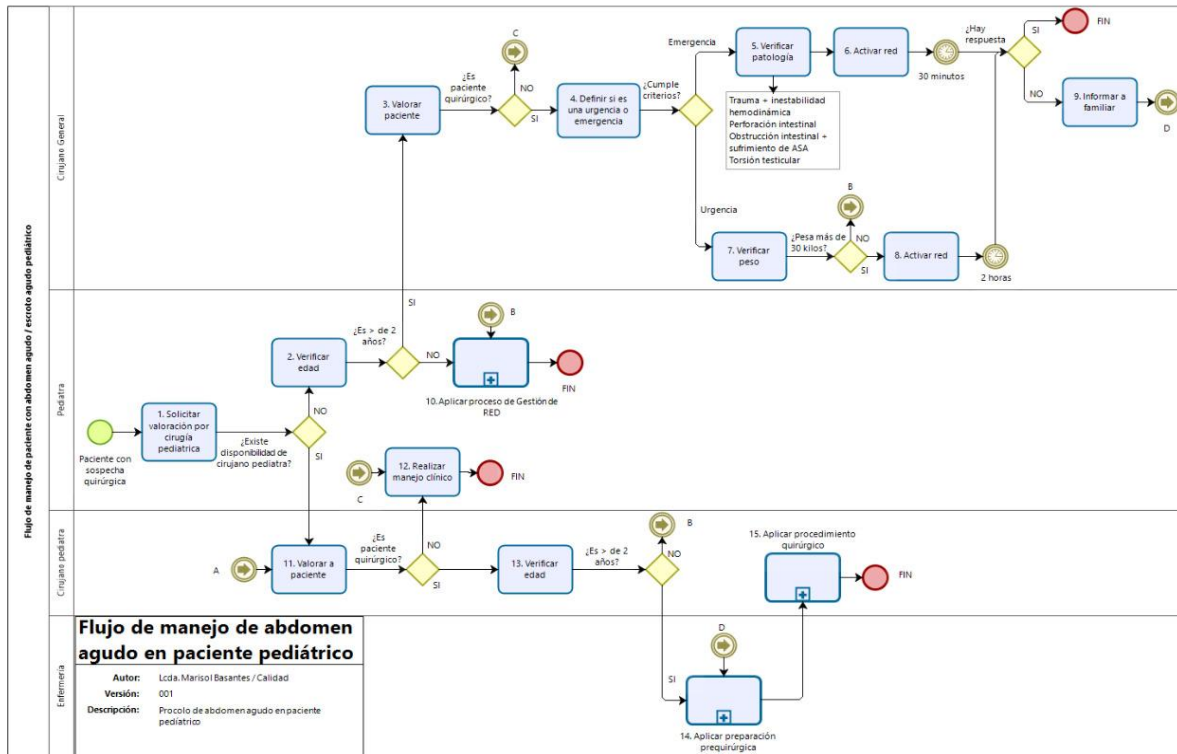 Flujo de manejo de paciente con abdomen agudo / escroto agudo pediátrico
Cirujano General
3. Valorar
paciente
¿Es
paciente
quirúrgico?
C
NO
SI
4. Definir si es
una urgencia o
emergencia
¿Cumple
criterios?
Emergencia
5. Verificar
patología
Trauma + inestabilidad
hemodinámica
Perforación intestinal
Obstrucción intestinal +
sufrimiento de ASA
Torsión testicular
6. Activar red
30 minutos
¿Hay
respuesta
SI
FIN
NO
9. Informar a
familiar
D
Urgencia
7. Verificar
peso
¿Pesa más de
30 kilos?
B
NO
SI
8. Activar red
2 horas
Pediatra
Paciente con
sospecha
quirúrgica
1. Solicitar
valoración por
cirugía
pediatrica
¿Existe
disponiblidad de
cirujano pediatra?
NO
SI
2. Verificar
edad
¿Es > de 2
años?
SI
NO
B
10. Aplicar proceso de Gestión de
RED
FIN
C
12. Realizar
manejo clínico
FIN
Cirujano pediatra
A
11. Valorar a
paciente
¿Es
paciente
quirúrgico?
NO
SI
13. Verificar
edad
¿Es > de 2
años?
B
NO
SI
15. Aplicar procedimiento
quirúrgico
FIN
Enfermería
D
14. Aplicar preparación
prequirúrgica
Flujo de manejo de abdomen
agudo en paciente pediátrico
Autor: Lcda. Marisol Basantes / Calidad
Versión: 001
Descripción: Procolo de abdomen agudo en paciente
pediatrico